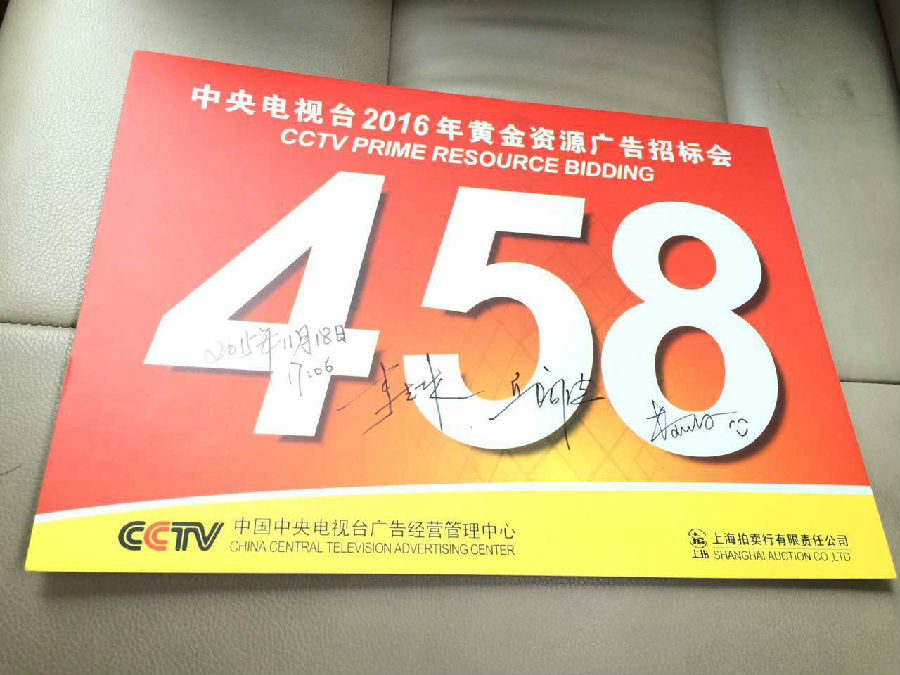 中央电视台2016年黄金资源广告招标会
CCTV PRIME RESOURCE BIDDING
458
2015年11月18日
17:06
CCTV 中国中央电视台广告经营管理中心
CHINA CENTRAL TELEVISION ADVERTISING CENTER
上海拍卖行有限责任公司
上拍 SHANGHAI AUCTION CO.,LTD